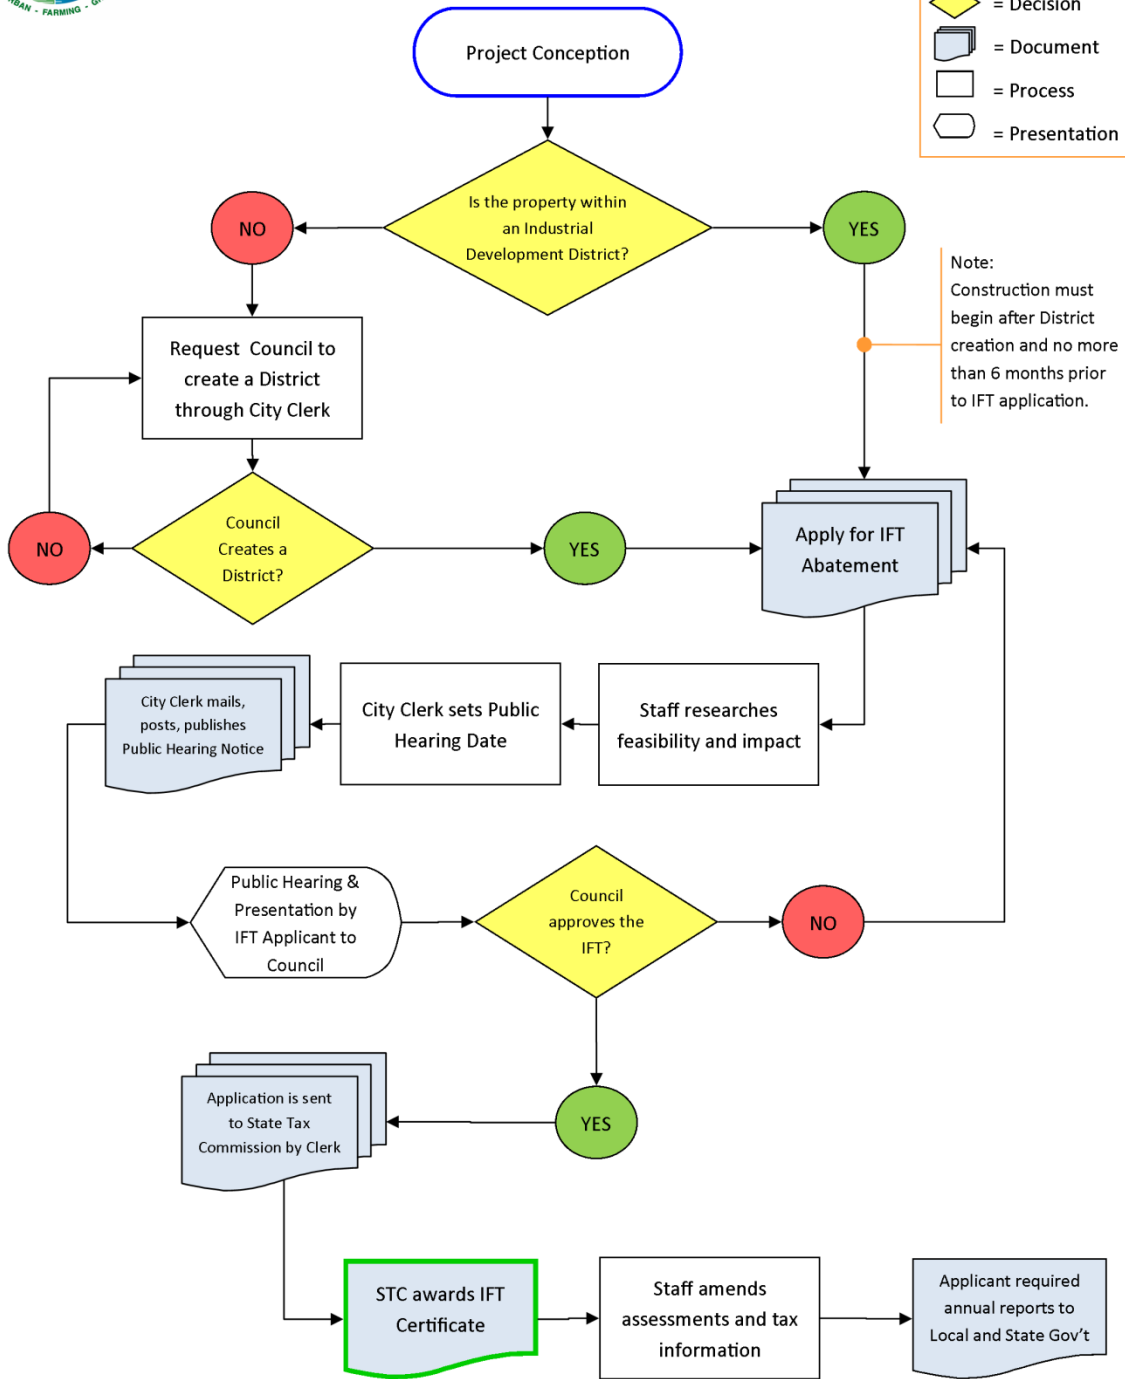 FARMING
= Decision
Project Conception
= Document
= Process
= Presentation
Is the property within
an Industrial
Development District?
NO
YES
Note:
Construction must
begin after District
creation and no more
than 6 months prior
to IFT application.
Request Council to
create a District
through City Clerk
Council
Creates a
District?
NO
YES
Apply for IFT
Abatement
City Clerk mails,
posts, publishes
Public Hearing Notice
City Clerk sets Public
Hearing Date
Staff researches
feasibility and impact
Public Hearing &
Presentation by
IFT Applicant to
Council
Council
approves the
IFT?
NO
YES
Application is sent
to State Tax
Commission by Clerk
STC awards IFT
Certificate
Staff amends
assessments and tax
information
Applicant required
annual reports to
Local and State Gov't